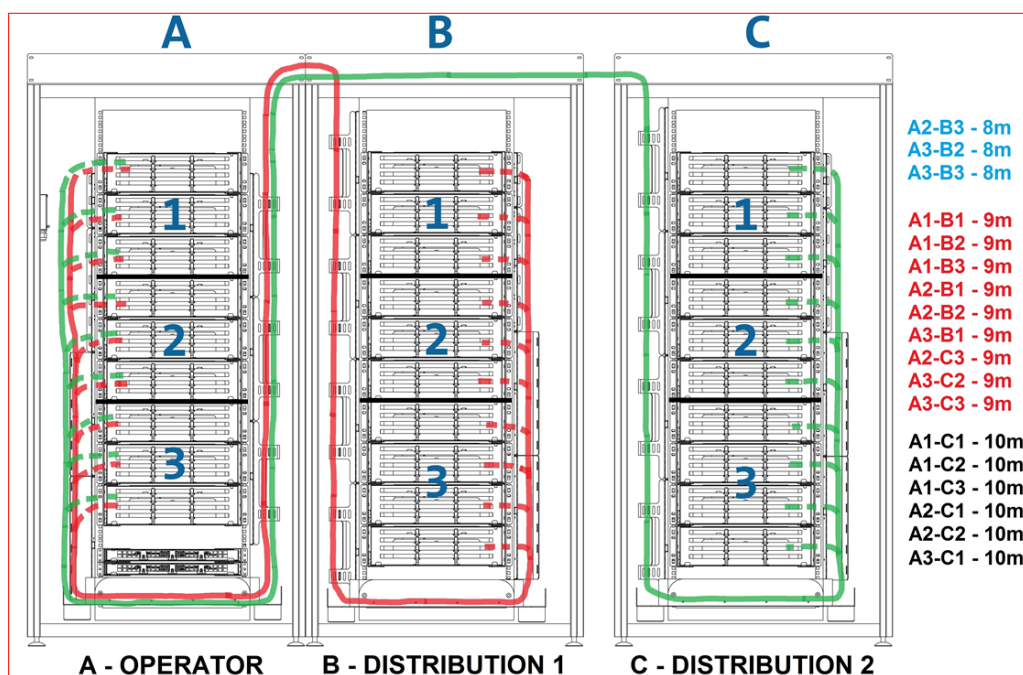 A B C
1 1 1
2 2 2
3 3 3
A2-B3 - 8m
A3-B2 - 8m
A3-B3 - 8m
A1-B1 - 9m
A1-B2 - 9m
A1-B3 - 9m
A2-B1 - 9m
A2-B2 - 9m
A3-B1 - 9m
A2-C3 - 9m
A3-C2 - 9m
A3-C3 - 9m
A1-C1 - 10m
A1-C2 - 10m
A1-C3 - 10m
A2-C1 - 10m
A2-C2 - 10m
A3-C1 - 10m
A - OPERATOR B - DISTRIBUTION 1 C - DISTRIBUTION 2